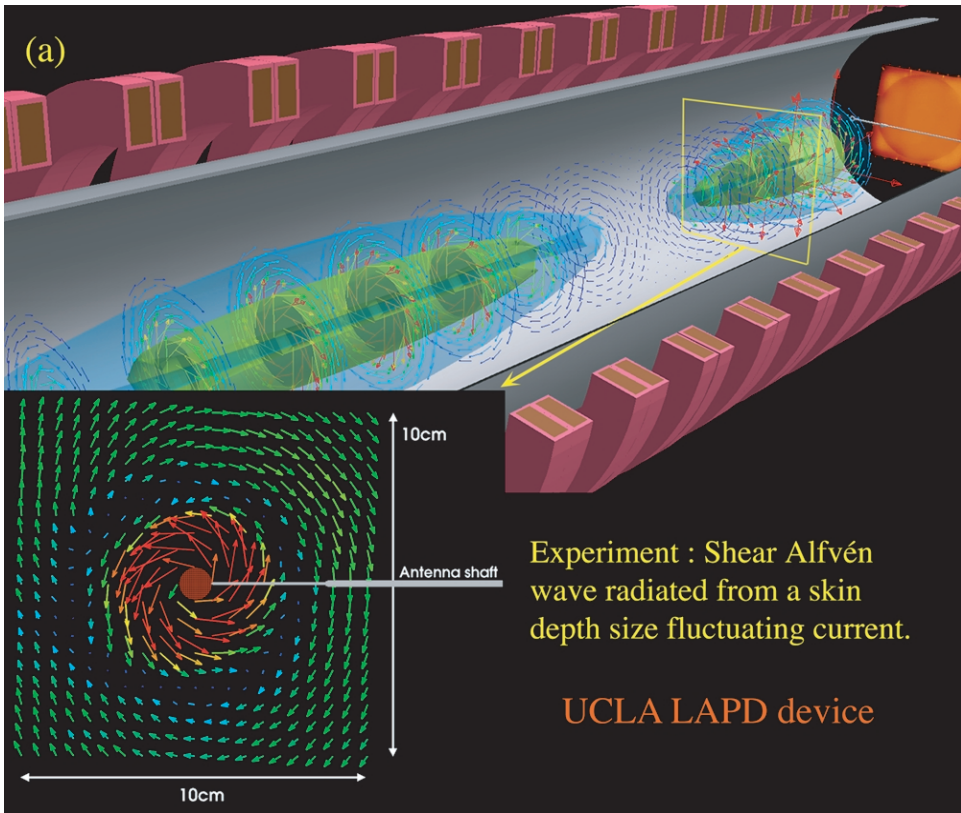 (a)
10cm
Antenna shaft
10cm
Experiment : Shear Alfvén
wave radiated from a skin
depth size fluctuating current.
UCLA LAPD device